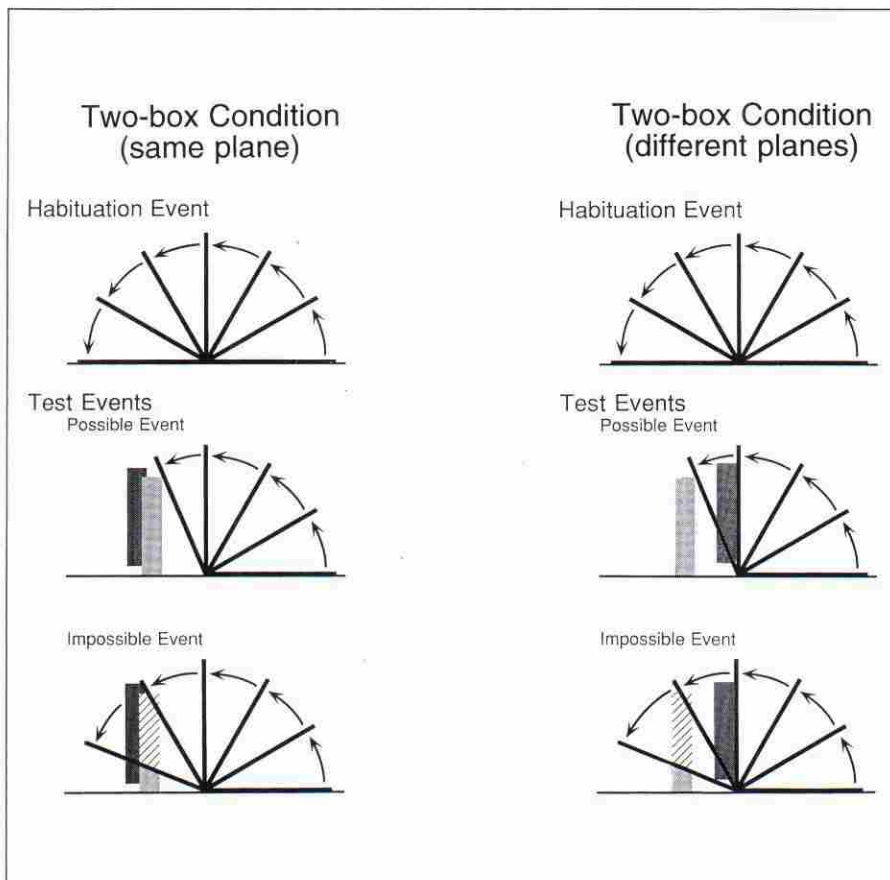 Two-box Condition
(same plane)
Habituation Event
Test Events
Possible Event
Impossible Event
Two-box Condition
(different planes)
Habituation Event
Test Events
Possible Event
Impossible Event